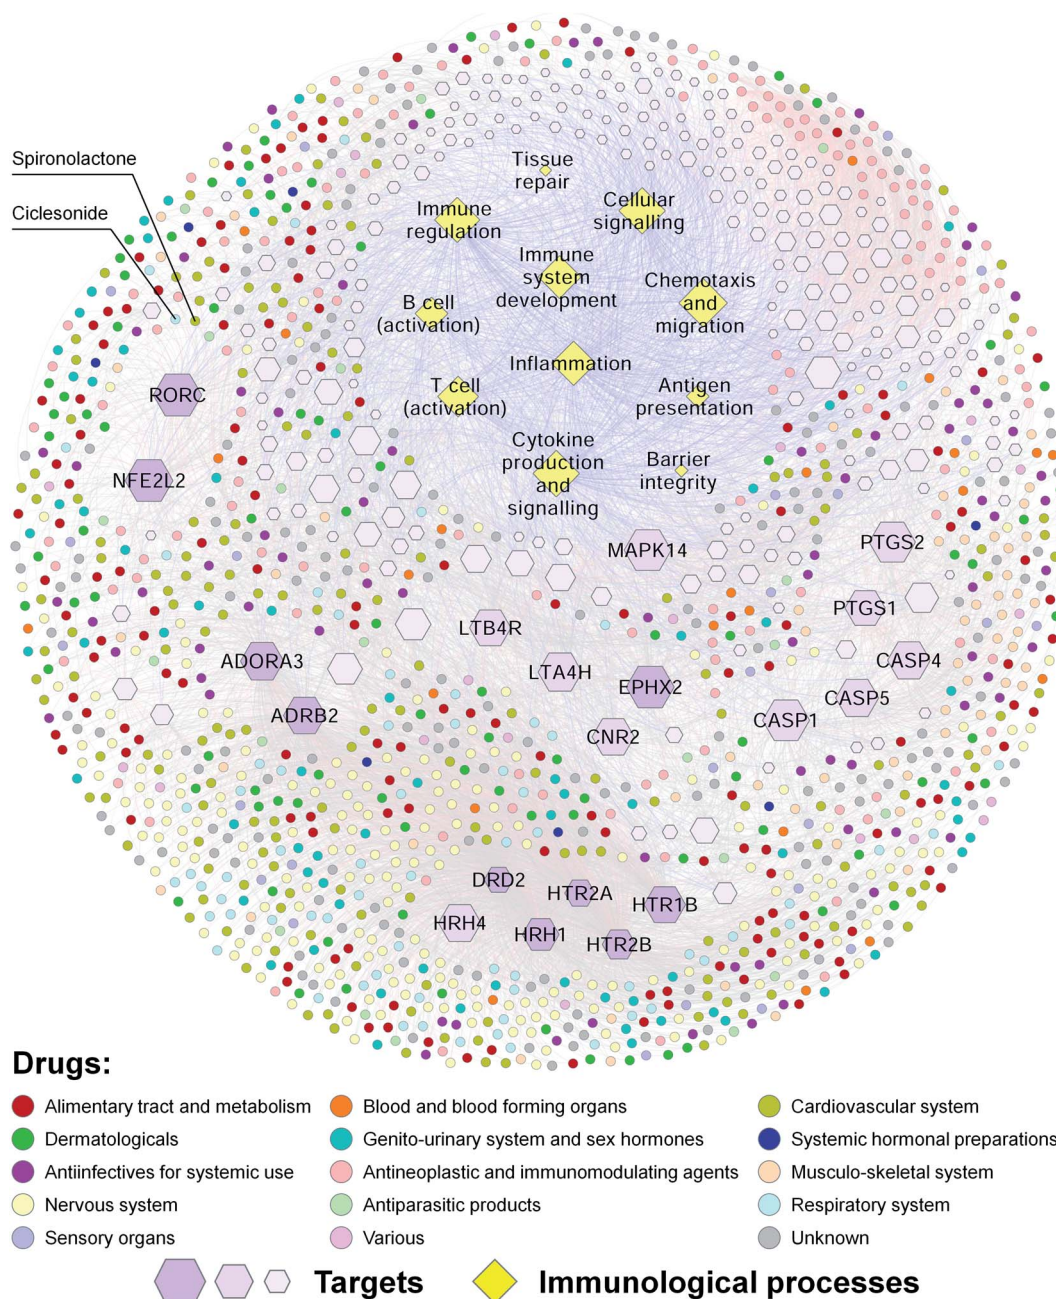 Spironolactone
Ciclesonide
Tissue
repair
Immune
regulation
Cellular
signalling
Immune
system
development
B cell
(activation)
Chemotaxis
and
migration
Inflammation
T cell
(activation)
Antigen
presentation
Cytokine
production
and
signalling
Barrier
integrity
RORC
NFE2L2
MAPK14
PTGS2
PTGS1
LTB4R
ADORA3
LTA4H
EPHX2
CASP4
CASP5
ADRB2
CNR2
CASP1
DRD2
HTR2A
HTR1B
HRH4
HRH1
HTR2B
Drugs:
Alimentary tract and metabolism
Blood and blood forming organs
Cardiovascular system
Dermatologicals
Genito-urinary system and sex hormones
Systemic hormonal preparations
Antiinfectives for systemic use
Antineoplastic and immunomodulating agents
Musculo-skeletal system
Nervous system
Antiparasitic products
Respiratory system
Sensory organs
Various
Unknown
Targets
Immunological processes